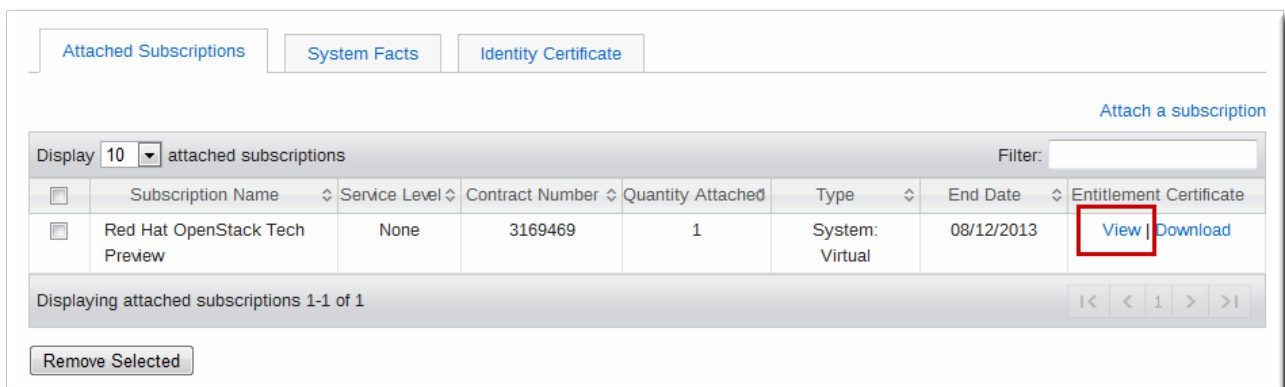 Attached Subscriptions System Facts Identity Certificate
Attach a subscription
Display 10 attached subscriptions Filter:
Subscription Name Service Level Contract Number Quantity Attached Type End Date Entitlement Certificate
Red Hat OpenStack Tech None 3169469 1 System: 08/12/2013 View | Download
Preview Virtual
Displaying attached subscriptions 1-1 of 1 1
Remove Selected